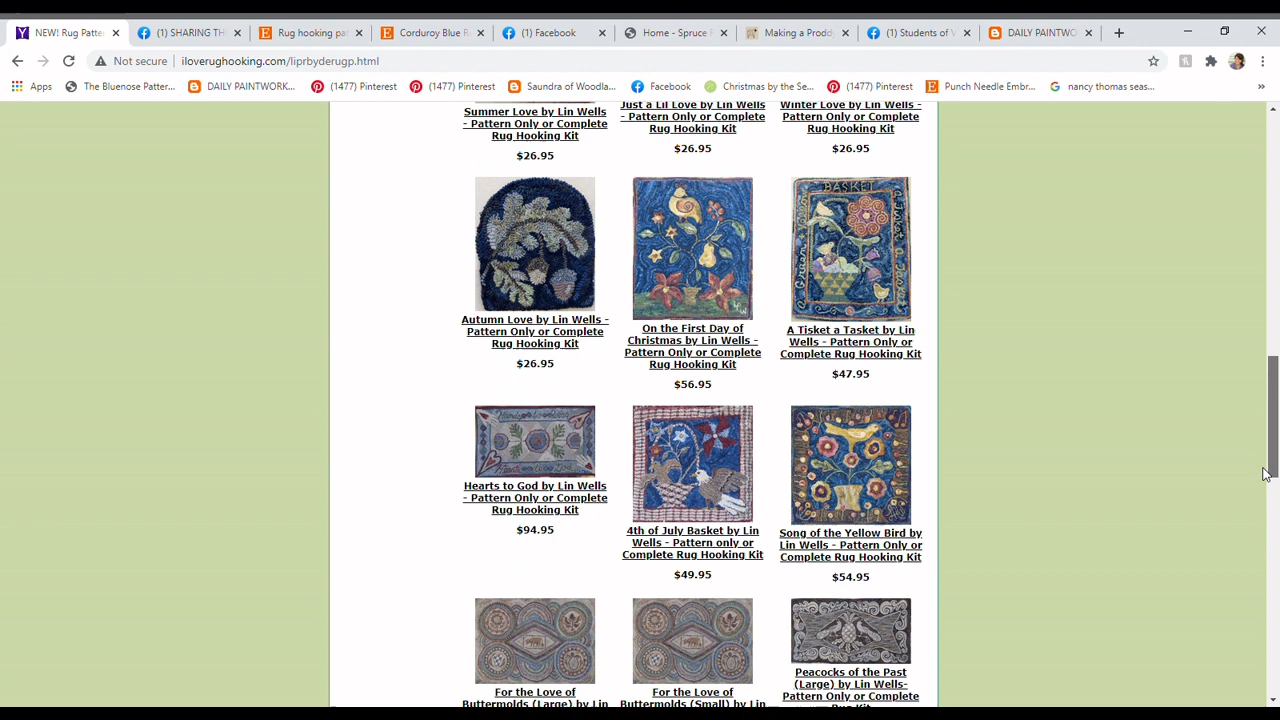 NEW! Rug Patte
(1) SHARING TH
Rug hooking pa
Corduroy Blue R
(1) Facebook
Home - Spruce F
Making a Prodd
(1) Students of V
DAILY PAINTWO
Not secure iloverughooking.com/liprbyderugp.html
Apps The Bluenose Patter... DAILY PAINTWORK... (1477) Pinterest (1477) Pinterest Saundra of Woodla... Facebook Christmas by the Se... (1477) Pinterest Punch Needle Embr... nancy thomas seas... »
Summer Love by Lin Wells
- Pattern Only or Complete
Rug Hooking Kit
$26.95
Just a Lil Love by Lin Wells
- Pattern Only or Complete
Rug Hooking Kit
$26.95
Winter Love by Lin Wells -
Pattern Only or Complete
Rug Hooking Kit
$26.95
Autumn Love by Lin Wells -
Pattern Only or Complete
Rug Hooking Kit
$26.95
On the First Day of
Christmas by Lin Wells -
Pattern Only or Complete
Rug Hooking Kit
$56.95
BASKET
A Tisket a Tasket by Lin
Wells - Pattern Only or
Complete Rug Hooking Kit
$47.95
Hearts to God by Lin Wells
- Pattern Only or Complete
Rug Hooking Kit
$94.95
4th of July Basket by Lin
Wells - Pattern only or
Complete Rug Hooking Kit
$49.95
Song of the Yellow Bird by
Lin Wells - Pattern Only or
Complete Rug Hooking Kit
$54.95
For the Love of
Buttermolds (Large) by Lin
For the Love of
Buttermolds (Small) by Lin
Peacocks of the Past
(Large) by Lin Wells-
Pattern Only or Complete
Rug Kit